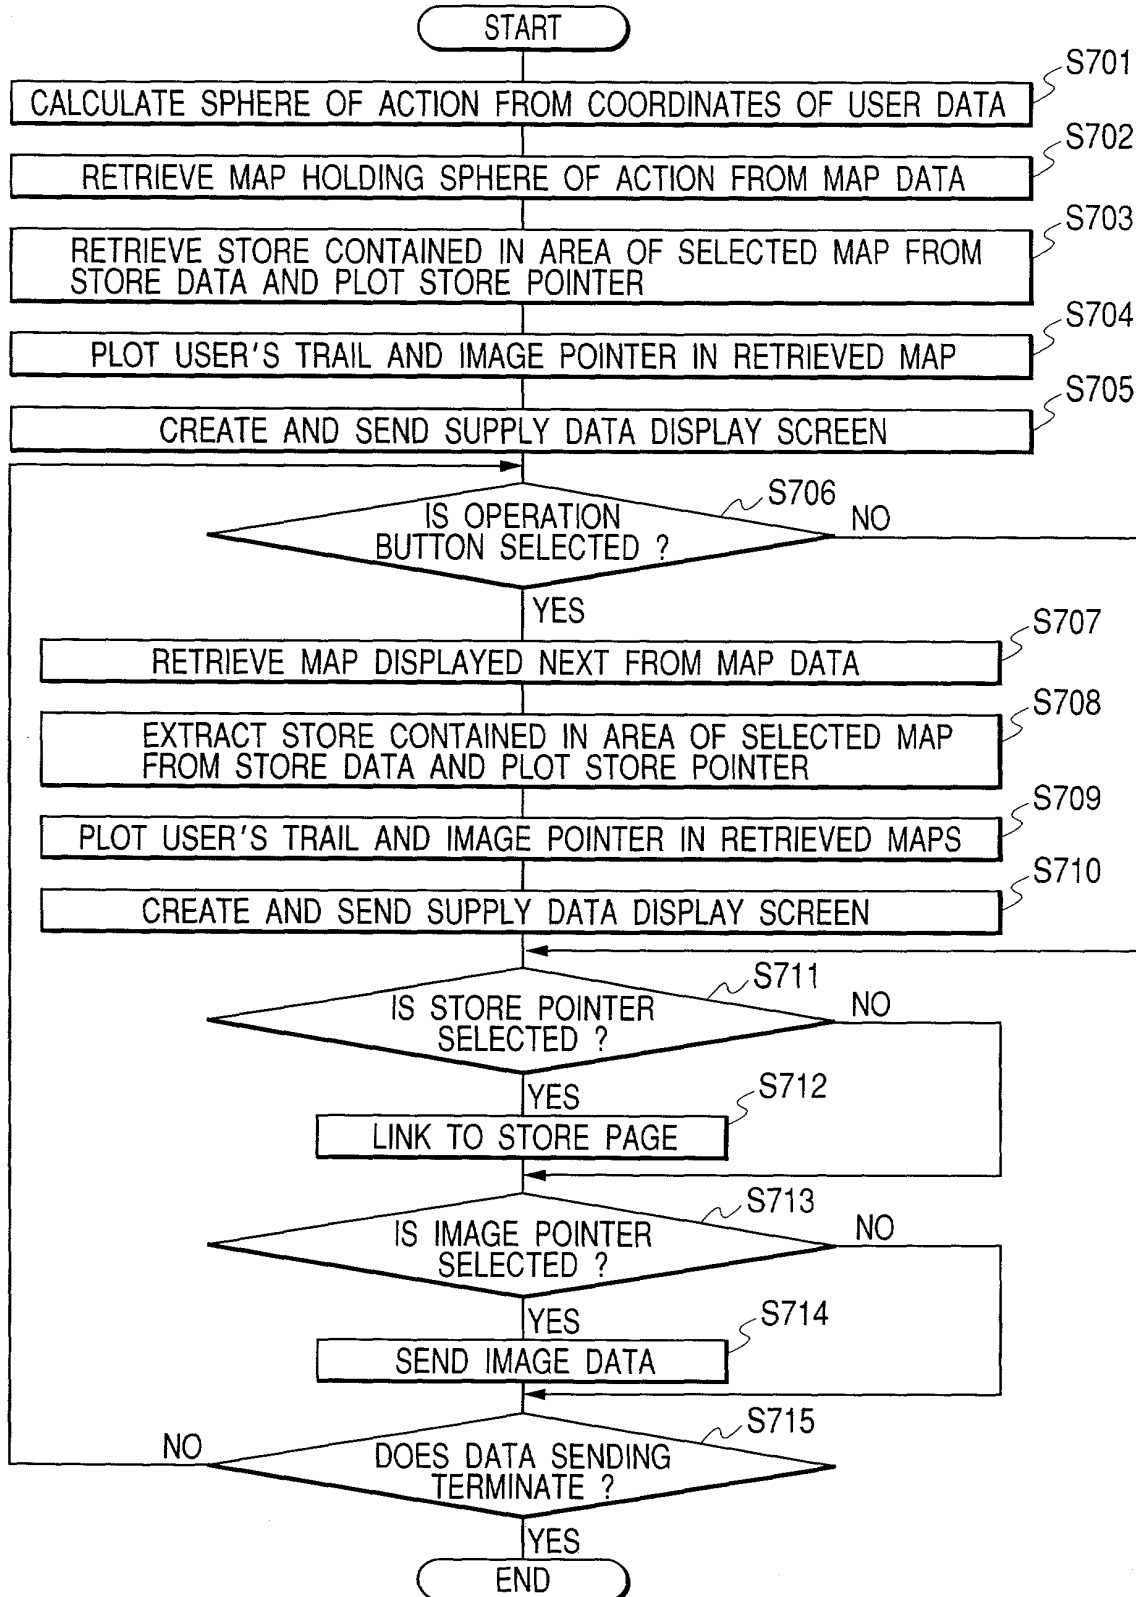 START
S701
CALCULATE SPHERE OF ACTION FROM COORDINATES OF USER DATA
S702
RETRIEVE MAP HOLDING SPHERE OF ACTION FROM MAP DATA
S703
RETRIEVE STORE CONTAINED IN AREA OF SELECTED MAP FROM
STORE DATA AND PLOT STORE POINTER
S704
PLOT USER'S TRAIL AND IMAGE POINTER IN RETRIEVED MAP
S705
CREATE AND SEND SUPPLY DATA DISPLAY SCREEN
S706
IS OPERATION
BUTTON SELECTED ?
NO
YES
S707
RETRIEVE MAP DISPLAYED NEXT FROM MAP DATA
S708
EXTRACT STORE CONTAINED IN AREA OF SELECTED MAP
FROM STORE DATA AND PLOT STORE POINTER
S709
PLOT USER'S TRAIL AND IMAGE POINTER IN RETRIEVED MAPS
S710
CREATE AND SEND SUPPLY DATA DISPLAY SCREEN
S711
IS STORE POINTER
SELECTED ?
NO
YES
S712
LINK TO STORE PAGE
S713
IS IMAGE POINTER
SELECTED ?
NO
YES
S714
SEND IMAGE DATA
S715
DOES DATA SENDING
TERMINATE ?
NO
YES
END